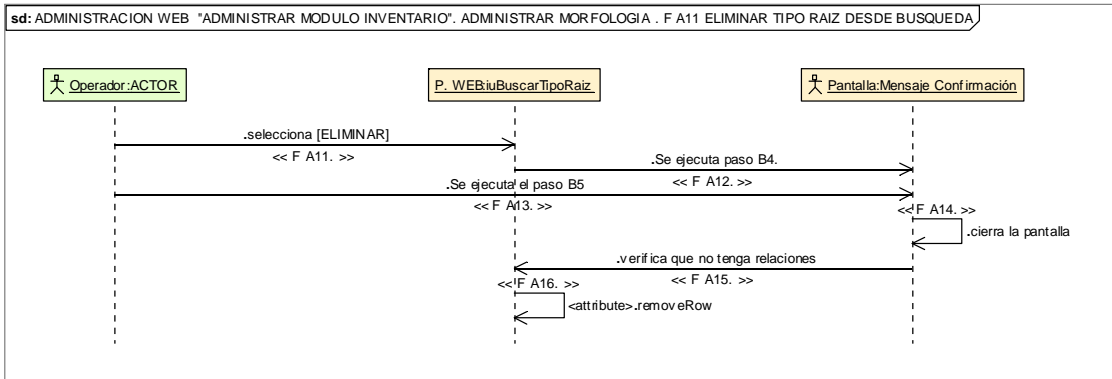 sd: ADMINISTRACION WEB "ADMINISTRAR MODULO INVENTARIO". ADMINISTRAR MORFOLOGIA . F A11 ELIMINAR TIPO RAIZ DESDE BUSQUEDA
Operador:ACTOR
P. WEB:iuBuscarTipoRaiz
Pantalla:Mensaje Confirmación
.selecciona [ELIMINAR]
<< F A11. >>
.Se ejecuta paso B4.
<< F A12. >>
.Se ejecuta el paso B5
<< F A13. >>
<< F A14. >>
.cierra la pantalla
.verifica que no tenga relaciones
<< F A15. >>
<< F A16. >>
<attribute>.removeRow